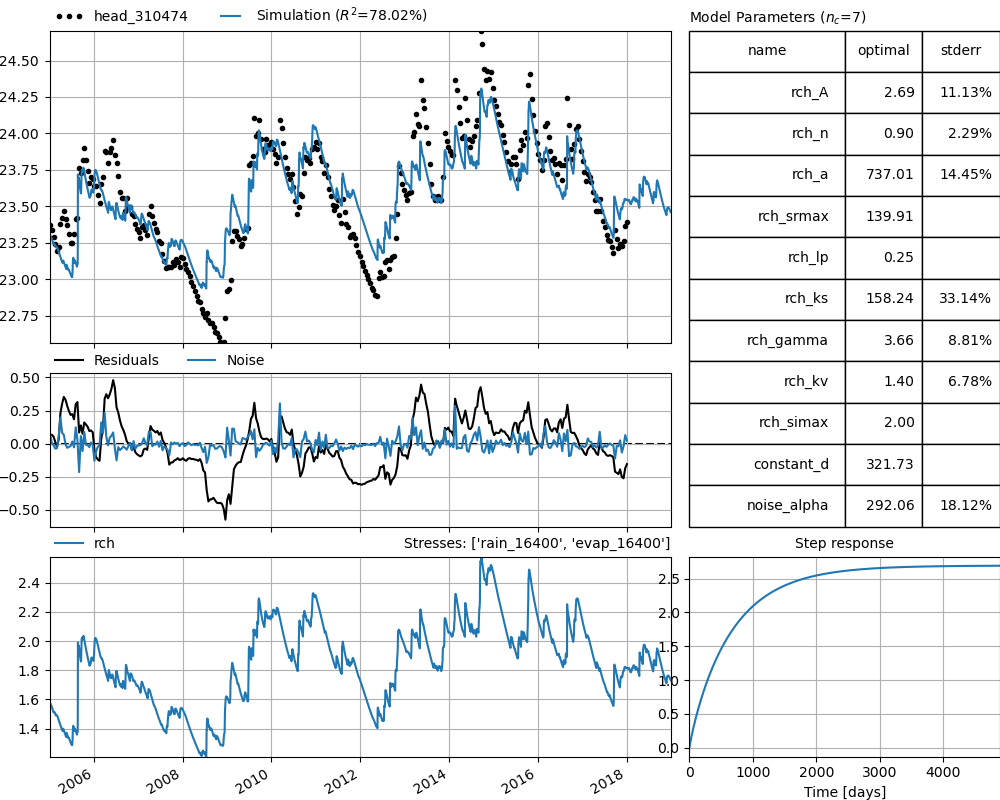 head_310474 Simulation (R²=78.02%)
Model Parameters (n_c=7)
24.50
24.25
24.00
23.75
23.50
23.25
23.00
22.75
name optimal stderr
rch_A 2.69 11.13%
rch_n 0.90 2.29%
rch_a 737.01 14.45%
rch_srmax 139.91
rch_lp 0.25
rch_ks 158.24 33.14%
rch_gamma 3.66 8.81%
rch_kv 1.40 6.78%
rch_simax 2.00
constant_d 321.73
noise_alpha 292.06 18.12%
Residuals Noise
0.50
0.25
0.00
−0.25
−0.50
rch Stresses: ['rain_16400', 'evap_16400']
2.4
2.2
2.0
1.8
1.6
1.4
2006 2008 2010 2012 2014 2016 2018
Step response
2.5
2.0
1.5
1.0
0.5
0.0
0 1000 2000 3000 4000
Time [days]